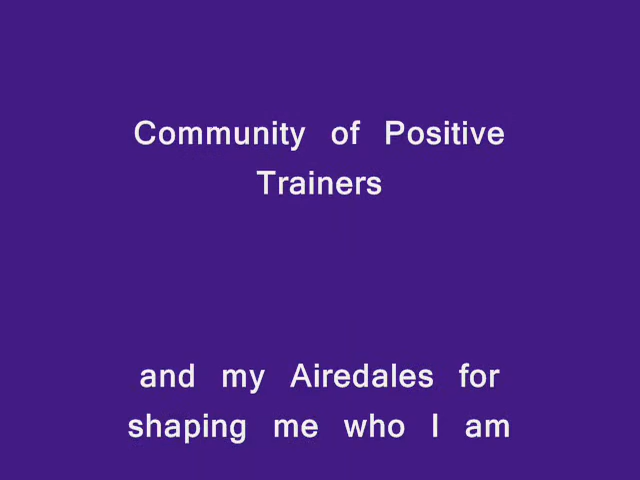 Community of Positive
Trainers
and my Airedales for
shaping me who I am